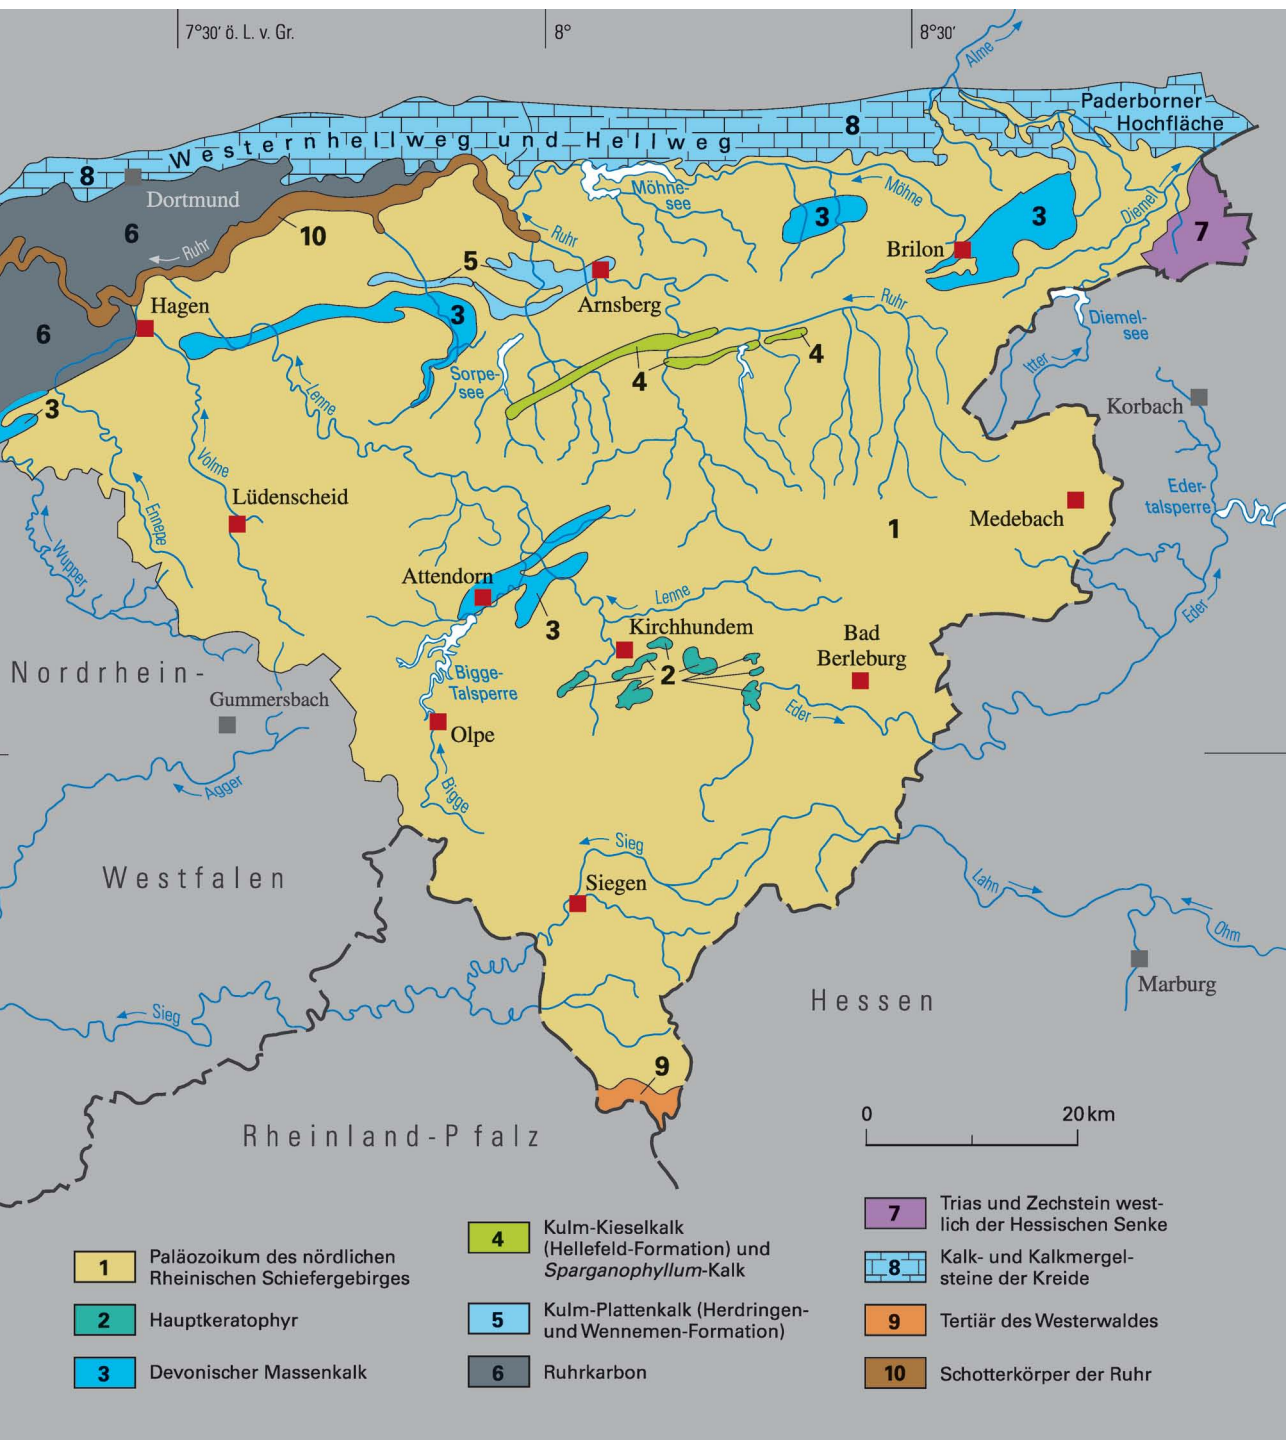 7°30' ö. L. v. Gr.
8°
8°30'
Alme
Paderborner
Hochfläche
8
Westernhellweg und Hellweg
8
Dortmund
Möhne-
see
Möhne
Diemel
3
3
7
6
10
Ruhr
Ruhr
Brilon
5
Arnsberg
Hagen
3
Ruhr
Diemel-
see
6
4
4
Itter
Sorpe-
see
Lenne
3
Korbach
Volme
Lüdenscheid
Eder-
talsperre
Ennepe
Medebach
1
Wupper
Attendorn
Lenne
Eder
3
Kirchhundem
Bad
Berleburg
Nordrhein-
2
Bigge-
Talsperre
Gummersbach
Eder
Olpe
Agger
Bigge
Sieg
Westfalen
Siegen
Lahn
Ohm
Marburg
Hessen
Sieg
9
Rheinland-Pfalz
0
20 km
1
Paläozoikum des nördlichen
Rheinischen Schiefergebirges
2
Hauptkeratophyr
3
Devonischer Massenkalk
4
Kulm-Kieselkalk
(Hellefeld-Formation) und
Sparganophyllum-Kalk
5
Kulm-Plattenkalk (Herdringen-
und Wennemen-Formation)
6
Ruhrkarbon
7
Trias und Zechstein west-
lich der Hessischen Senke
8
Kalk- und Kalkmergel-
steine der Kreide
9
Tertiär des Westerwaldes
10
Schotterkörper der Ruhr